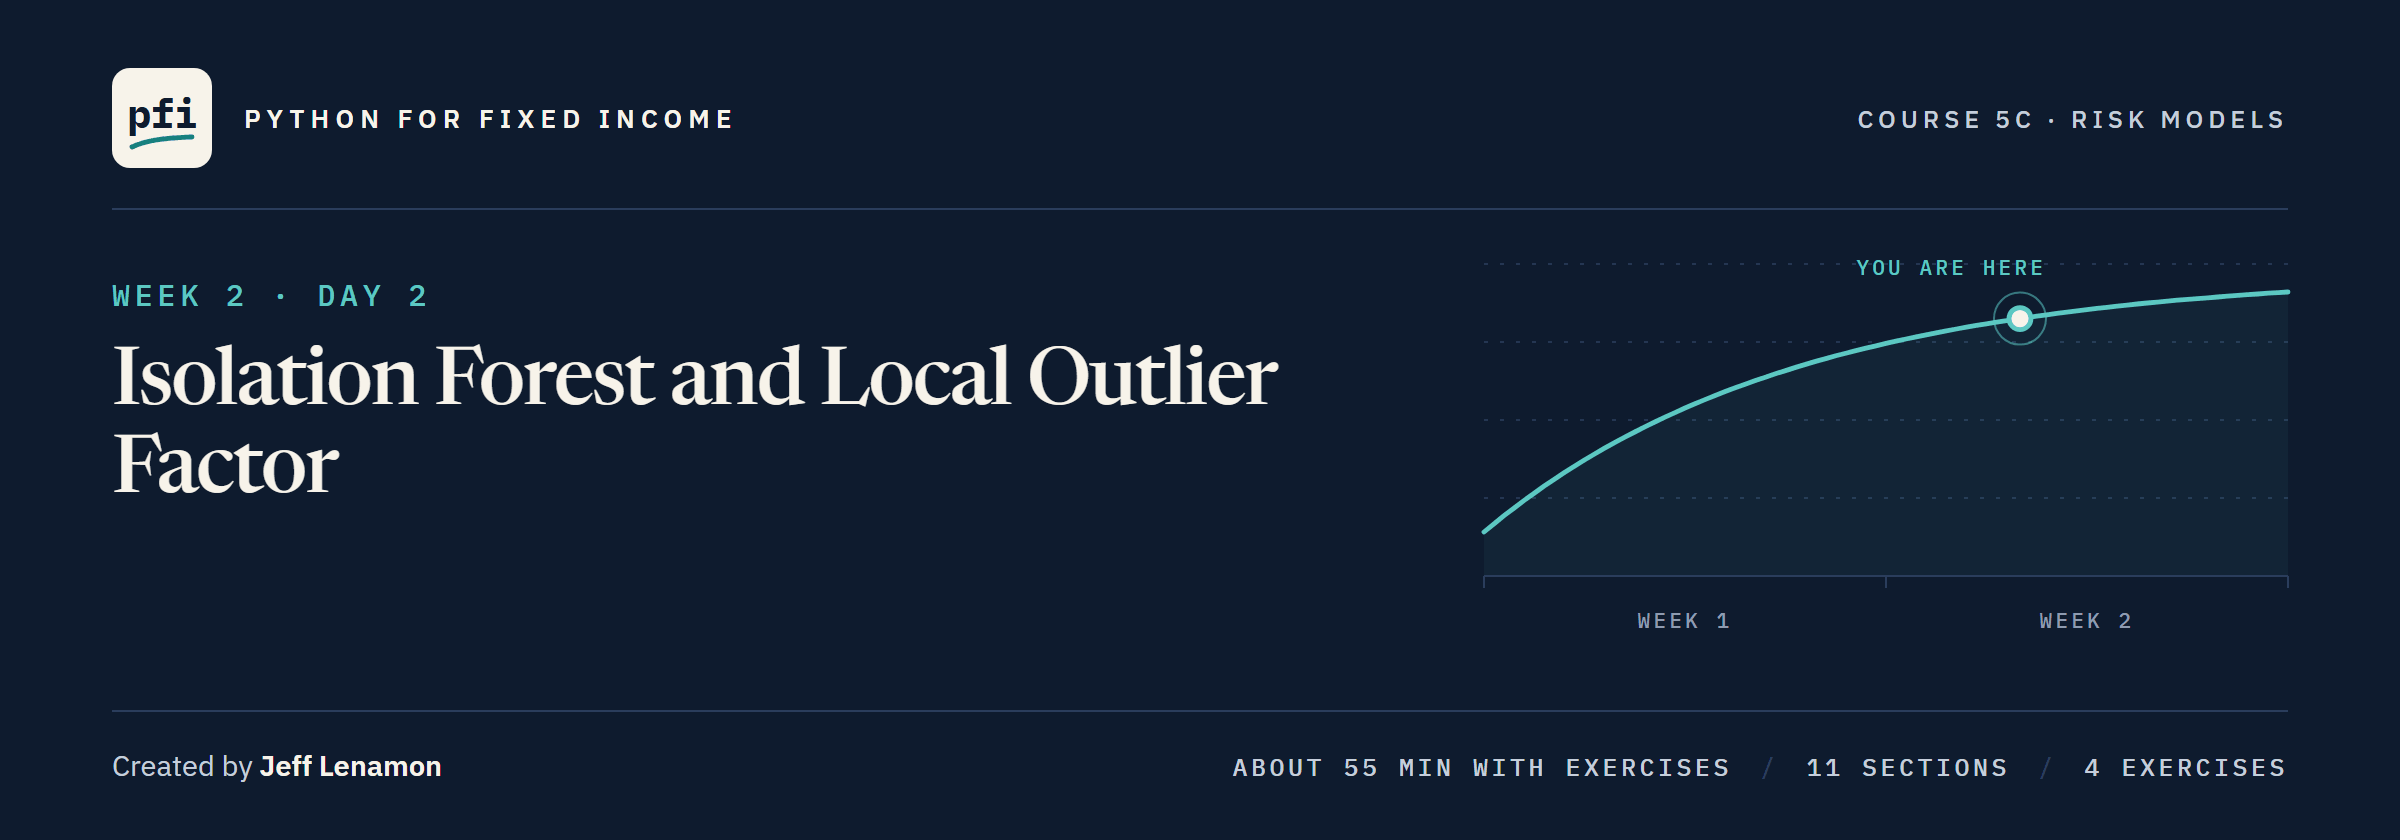 pfi
PYTHON FOR FIXED INCOME
COURSE 5C · RISK MODELS
WEEK 2 · DAY 2
Isolation Forest and Local Outlier
Factor
YOU ARE HERE
WEEK 1
WEEK 2
Created by Jeff Lenamon
ABOUT 55 MIN WITH EXERCISES / 11 SECTIONS / 4 EXERCISES